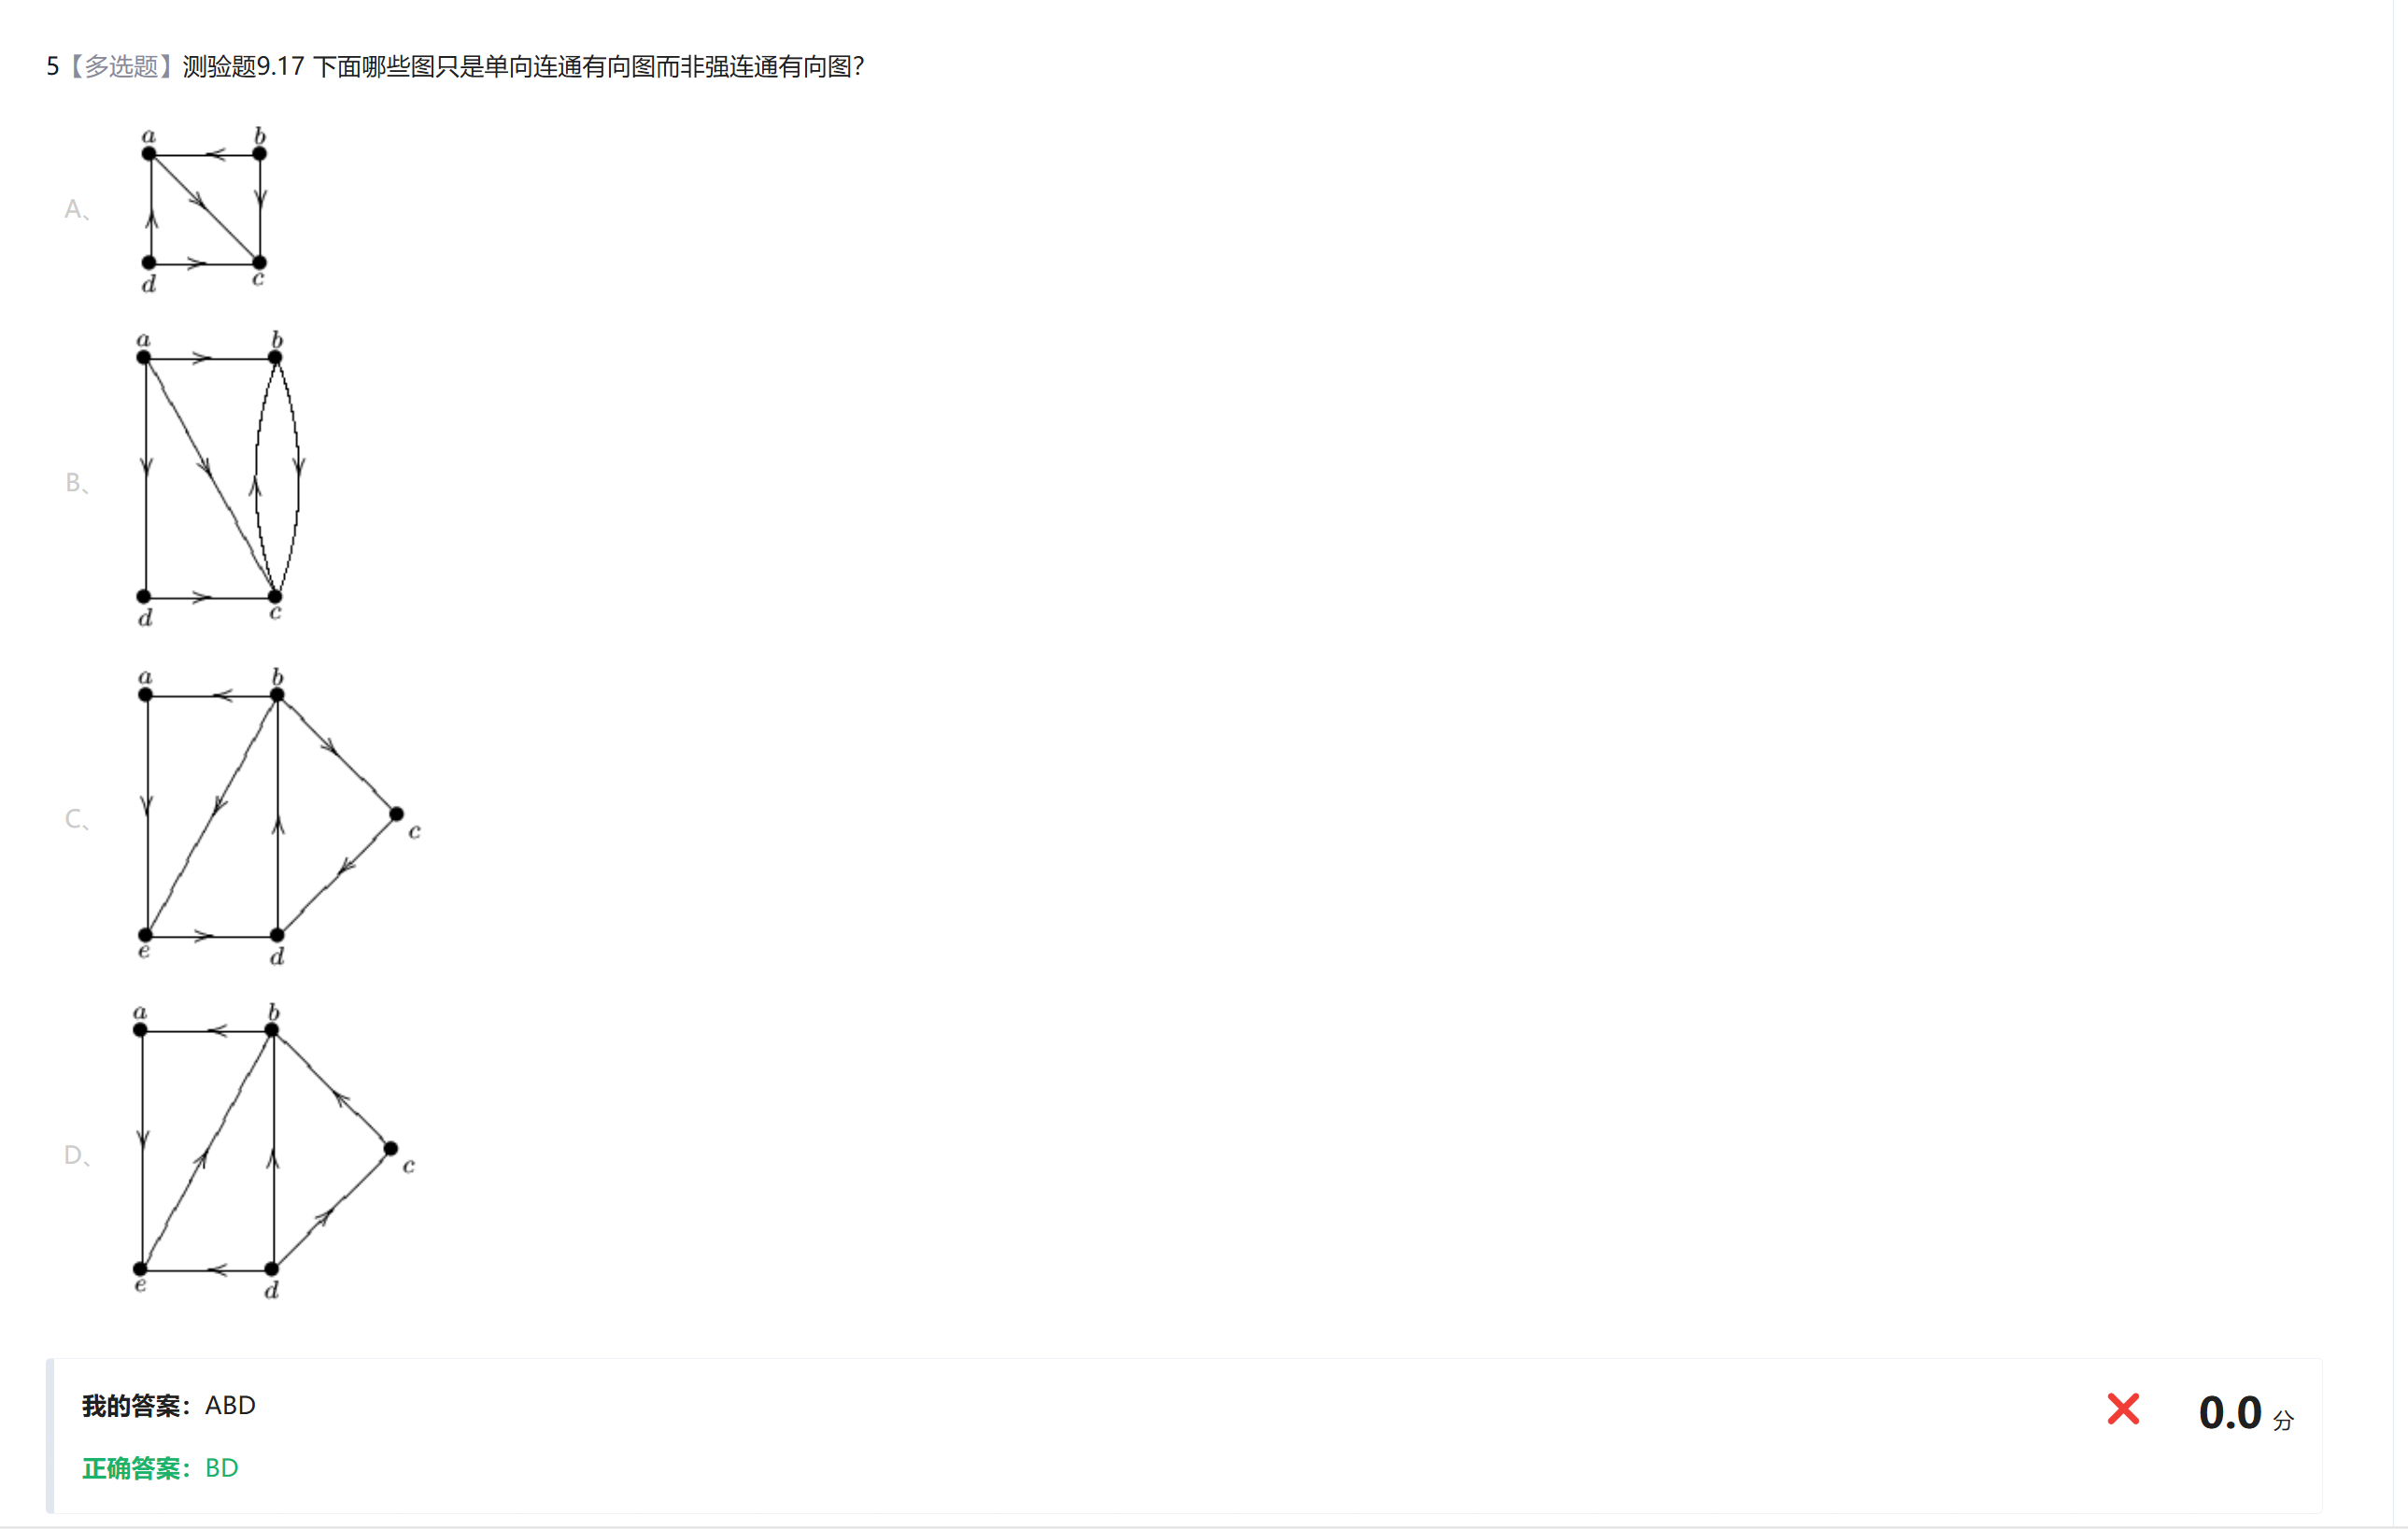 5【多选题】测验题9.17 下面哪些图只是单向连通有向图而非强连通有向图?
A、
a b
d c
B、
a b
d c
C、
a b
c
e d
D、
a b
c
e d
我的答案：ABD
0.0 分
正确答案：BD